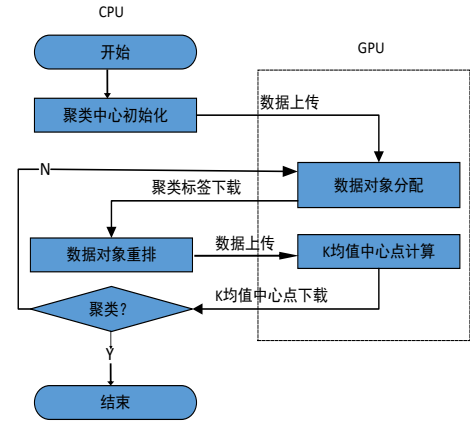 CPU
GPU
开始
聚类中心初始化
数据上传
N
数据对象分配
聚类标签下载
数据对象重排
数据上传
K均值中心点计算
K均值中心点下载
聚类？
Y
结束